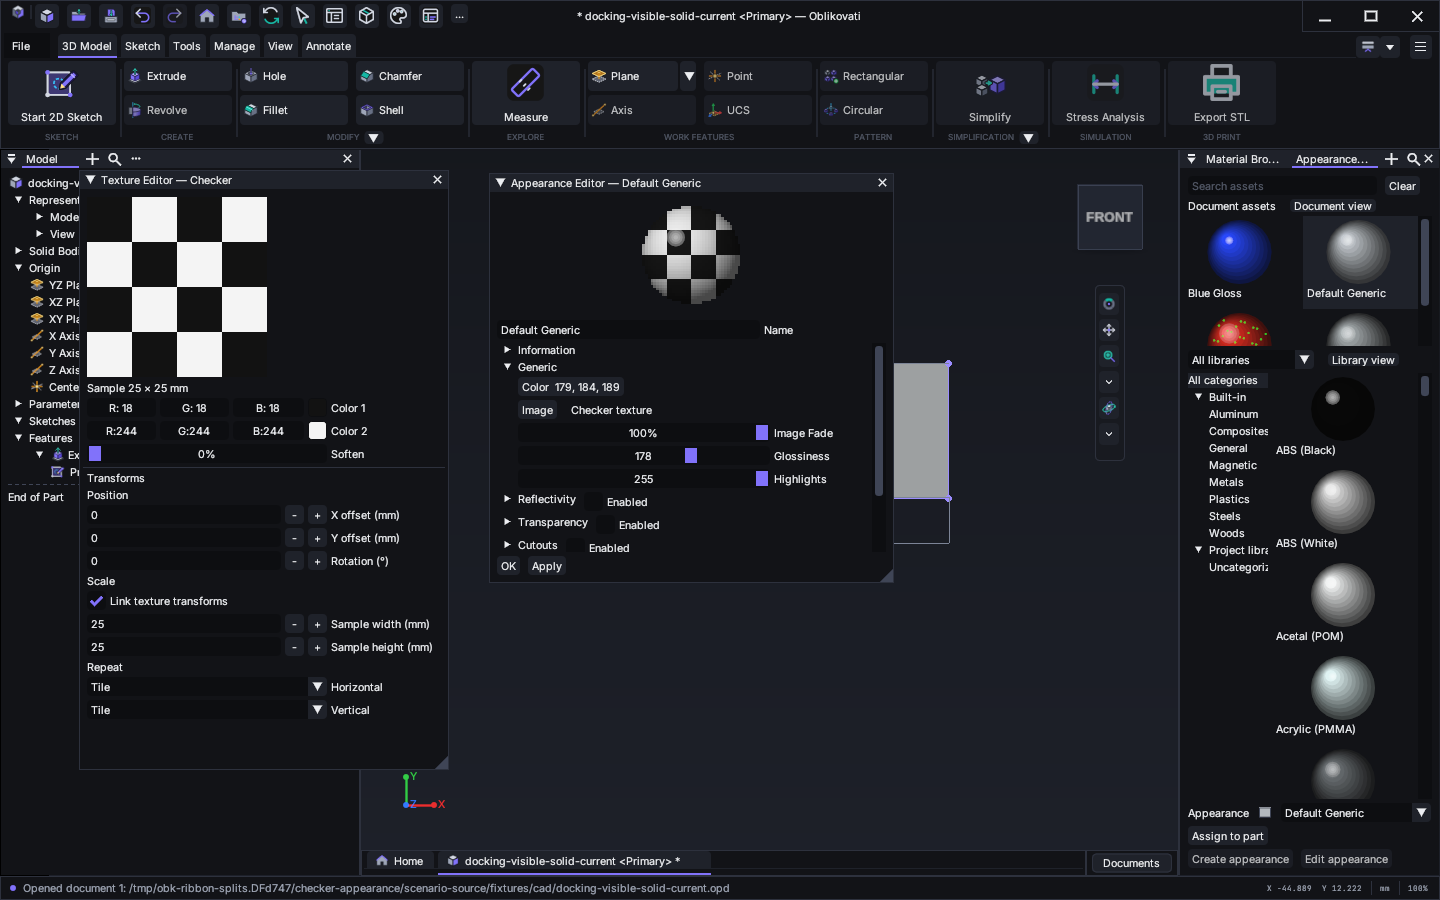 * docking-visible-solid-current <Primary> — Oblikovati
File
3D Model
Sketch
Tools
Manage
View
Annotate
Start 2D Sketch
Extrude
Revolve
Hole
Fillet
Chamfer
Shell
Measure
Plane
Axis
Point
UCS
Rectangular
Circular
Simplify
Stress Analysis
Export STL
SKETCH
CREATE
MODIFY
EXPLORE
WORK FEATURES
PATTERN
SIMPLIFICATION
SIMULATION
3D PRINT
Model
docking-v
Represent
Mode
View
Solid Bodi
Origin
YZ Pla
XZ Pla
XY Pla
X Axis
Y Axis
Z Axis
Cente
Parameter
Sketches
Features
Ex
Pr
End of Part
Texture Editor — Checker
Sample 25 × 25 mm
R: 18 G: 18 B: 18 Color 1
R:244 G:244 B:244 Color 2
0% Soften
Transforms
Position
0 - + X offset (mm)
0 - + Y offset (mm)
0 - + Rotation (°)
Scale
Link texture transforms
25 - + Sample width (mm)
25 - + Sample height (mm)
Repeat
Tile Horizontal
Tile Vertical
Appearance Editor — Default Generic
Default Generic Name
Information
Generic
Color 179, 184, 189
Image Checker texture
100% Image Fade
178 Glossiness
255 Highlights
Reflectivity Enabled
Transparency Enabled
Cutouts Enabled
OK Apply
FRONT
Y
Z
X
Material Bro...
Appearance...
Search assets
Clear
Document assets
Document view
Blue Gloss
Default Generic
All libraries
Library view
All categories
Built-in
Aluminum
Composites
General
Magnetic
Metals
Plastics
Steels
Woods
Project libra
Uncategoriz
ABS (Black)
ABS (White)
Acetal (POM)
Acrylic (PMMA)
Appearance Default Generic
Assign to part
Create appearance
Edit appearance
Home
docking-visible-solid-current <Primary> *
Documents
Opened document 1: /tmp/obk-ribbon-splits.DFd747/checker-appearance/scenario-source/fixtures/cad/docking-visible-solid-current.opd
X -44.889 Y 12.222 mm 100%